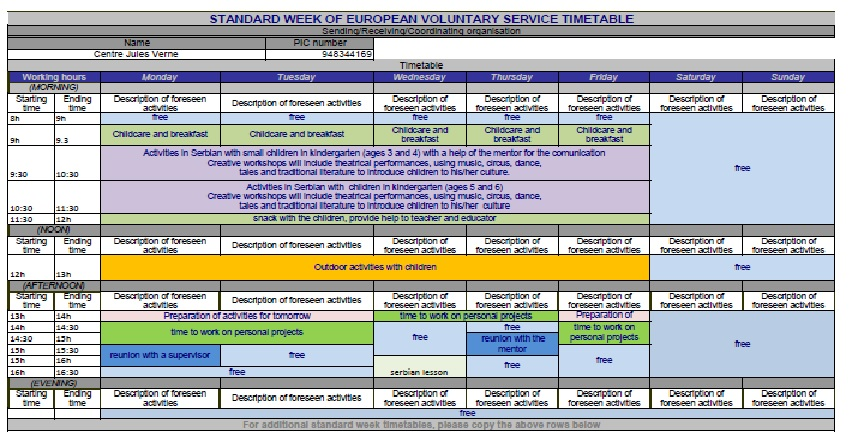 STANDARD WEEK OF EUROPEAN VOLUNTARY SERVICE TIMETABLE
Sending/Receiving/Coordinating organisation
Name PIC number
Centre Jules Verne 948344169
Timetable
Working hours Monday Tuesday Wednesday Thursday Friday Saturday Sunday
(MORNING)
Starting time Ending time Description of foreseen activities Description of foreseen activities Description of foreseen activities Description of foreseen activities Description of foreseen activities Description of foreseen activities Description of foreseen activities
8h 9h free free free free free
9h 9.3 Childcare and breakfast Childcare and breakfast Childcare and breakfast Childcare and breakfast Childcare and breakfast
Activities in Serbian with small children in kindergarten (ages 3 and 4) with a help of the mentor for the comunication
Creative workshops will include theatrical performances, using music, circus, dance,
9:30 10:30 tales and traditional literature to introduce children to his/her culture.
free
Activities in Serbian with children in kindergarten (ages 5 and 6)
Creative workshops will include theatrical performances, using music, circus, dance,
10:30 11:30 tales and traditional literature to introduce children to his/her culture
11:30 12h snack with the children, provide help to teacher and educator
(NOON)
Starting time Ending time Description of foreseen activities Description of foreseen activities Description of foreseen activities Description of foreseen activities Description of foreseen activities Description of foreseen activities Description of foreseen activities
12h 13h Outdoor activities with children free
(AFTERNOON)
Starting time Ending time Description of foreseen activities Description of foreseen activities Description of foreseen activities Description of foreseen activities Description of foreseen activities Description of foreseen activities Description of foreseen activities
13h 14h Preparation of activities for tomorrow time to work on personal projects Preparation of
14h 14:30 time to work on personal projects free free time to work on personal projects
14:30 15h reunion with the mentor free
15h 15:30 reunion with a supervisor free
15h 16h free free
16h 16:30 free serbian lesson
(EVENING)
Starting time Ending time Description of foreseen activities Description of foreseen activities Description of foreseen activities Description of foreseen activities Description of foreseen activities Description of foreseen activities Description of foreseen activities
free
For additional standard week timetables, please copy the above rows below